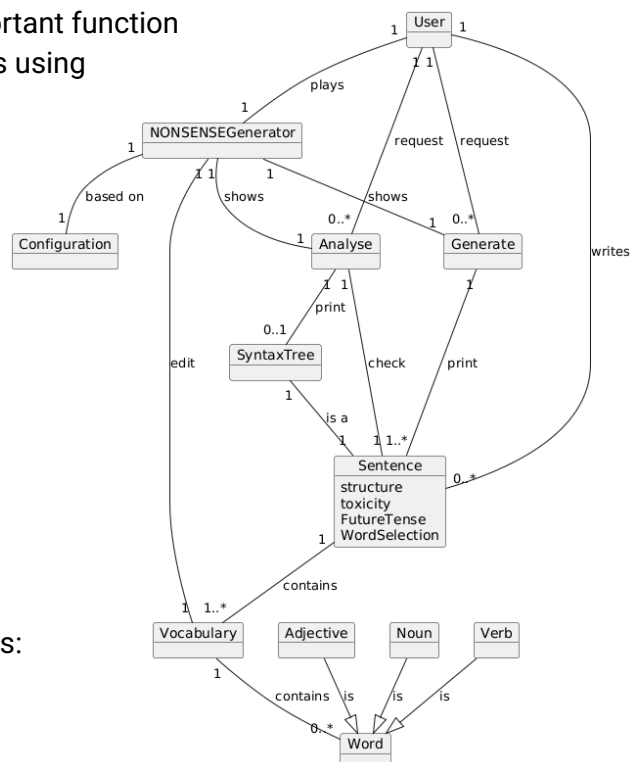 ortant function
s using
User
1
1
1 1
plays
1
NONSENSEGenerator
request
request
1
1 1
1
based on
shows
shows
writes
1
0..*
1
0..*
1
Configuration
Analyse
Generate
1 1
1
print
0..1
SyntaxTree
edit
check
print
1
is a
1
1 1..*
Sentence
0..*
structure
toxicity
FutureTense
WordSelection
1
contains
1
1..*
s:
Vocabulary
Adjective
Noun
Verb
1
contains
is
is
is
0..*
Word